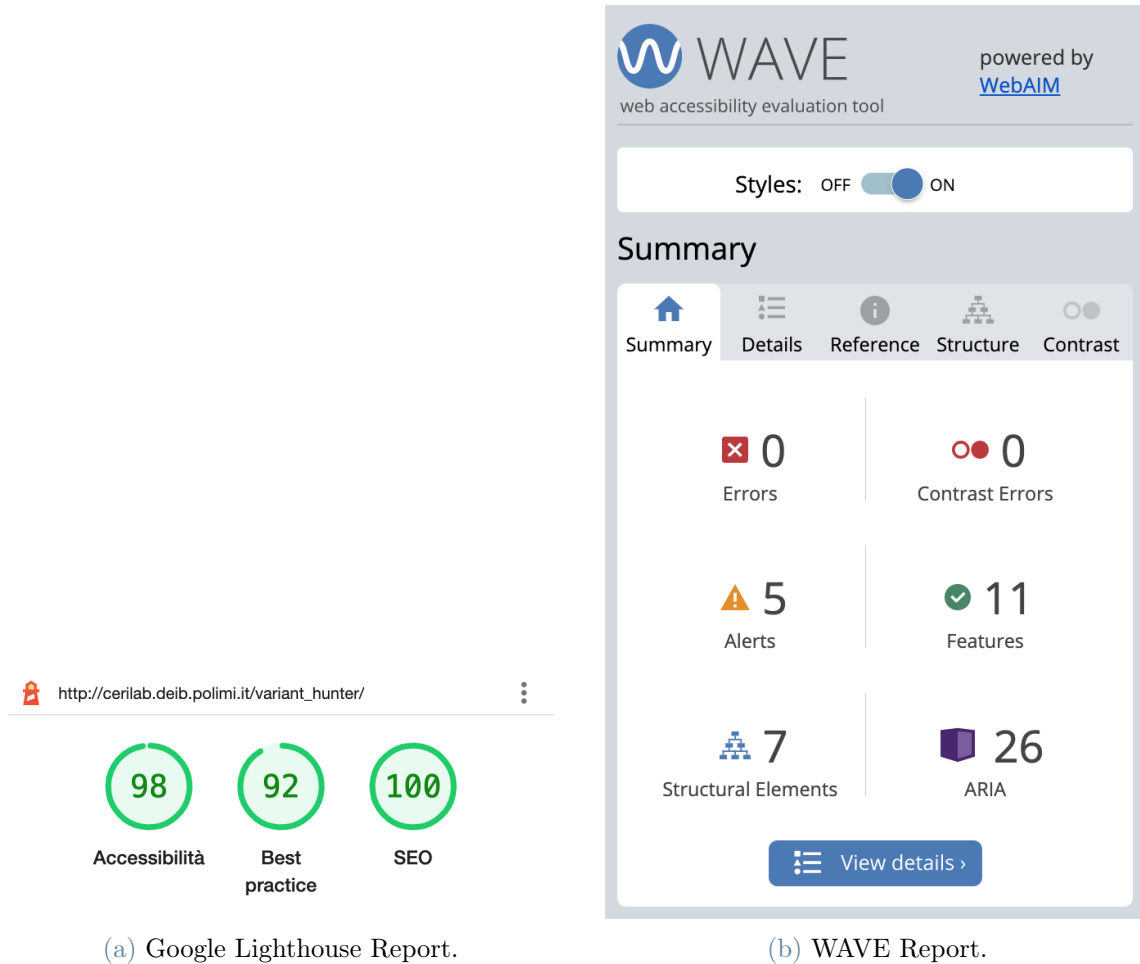 http://cerilab.deib.polimi.it/variant_hunter/
98
92
100
Accessibilità
Best
practice
SEO
(a) Google Lighthouse Report.
WAVE
powered by
WebAIM
web accessibility evaluation tool
Styles: OFF ON
Summary
Summary Details Reference Structure Contrast
0
Errors
0
Contrast Errors
5
Alerts
11
Features
7
Structural Elements
26
ARIA
View details ›
(b) WAVE Report.